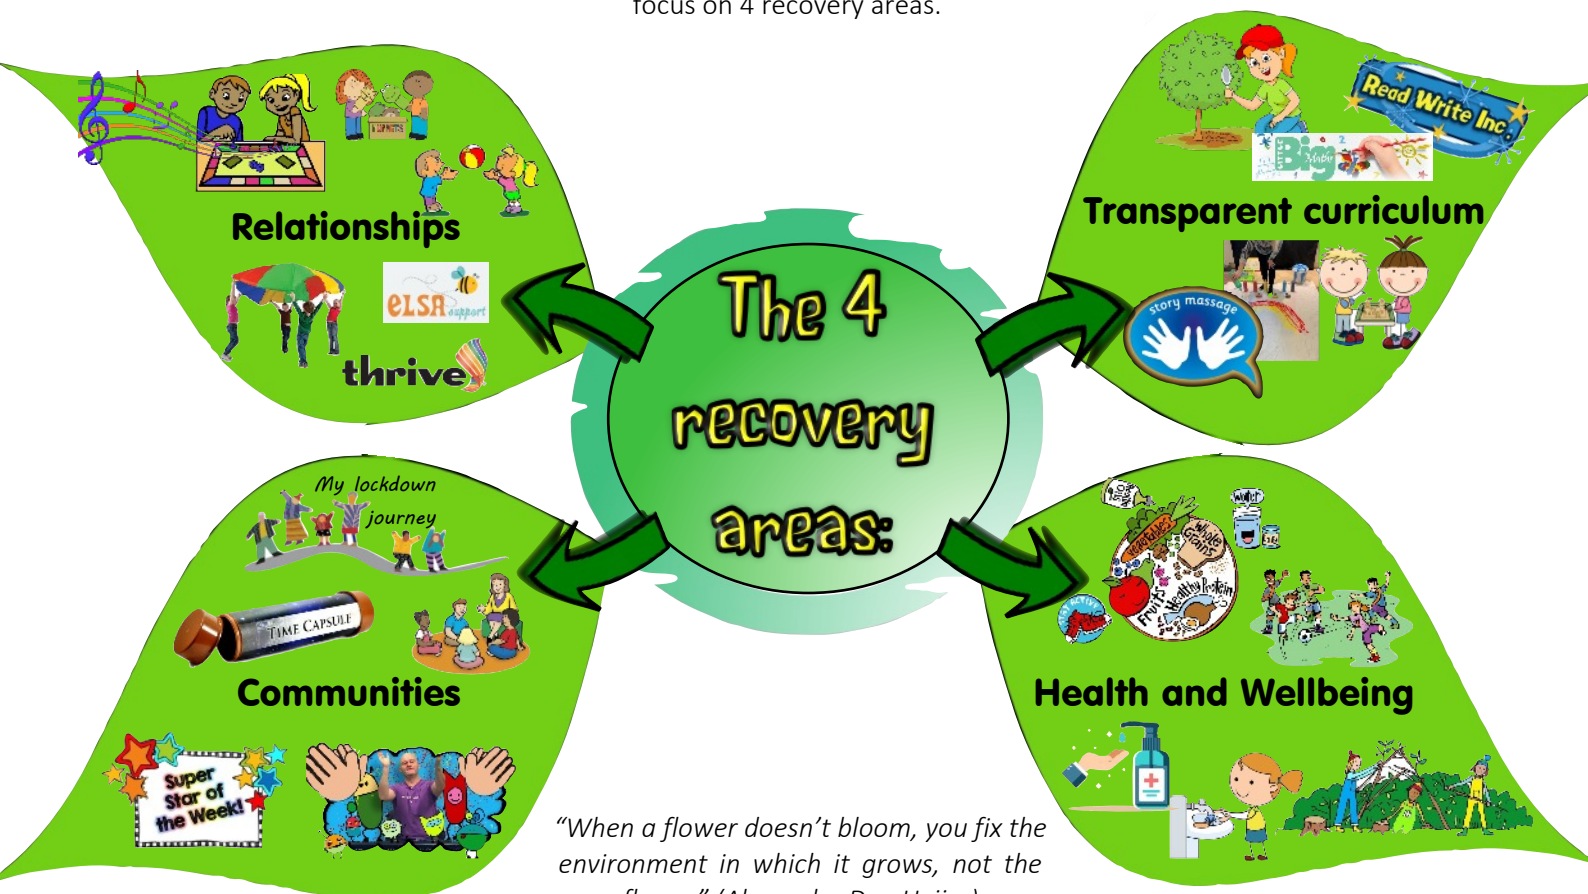 focus on 4 recovery areas.
Relationships
ELSA
support
thrive
Read Write Inc.
Big
Maths
Transparent curriculum
story massage
The 4
recovery
areas:
My lockdown
journey
TIME CAPSULE
Communities
Super
Star of
the Week!
water
vegetables
Whole
Grains
Fruits
Healthy Protein
Health and Wellbeing
“When a flower doesn’t bloom, you fix the
environment in which it grows, not the